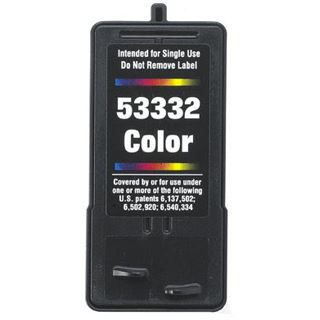 Intended for Single Use
Do Not Remove Label
53332
Color
Covered by or for use under
one or more of the following
U.S. patents 6,137,502;
6,502,920; 6,540,334